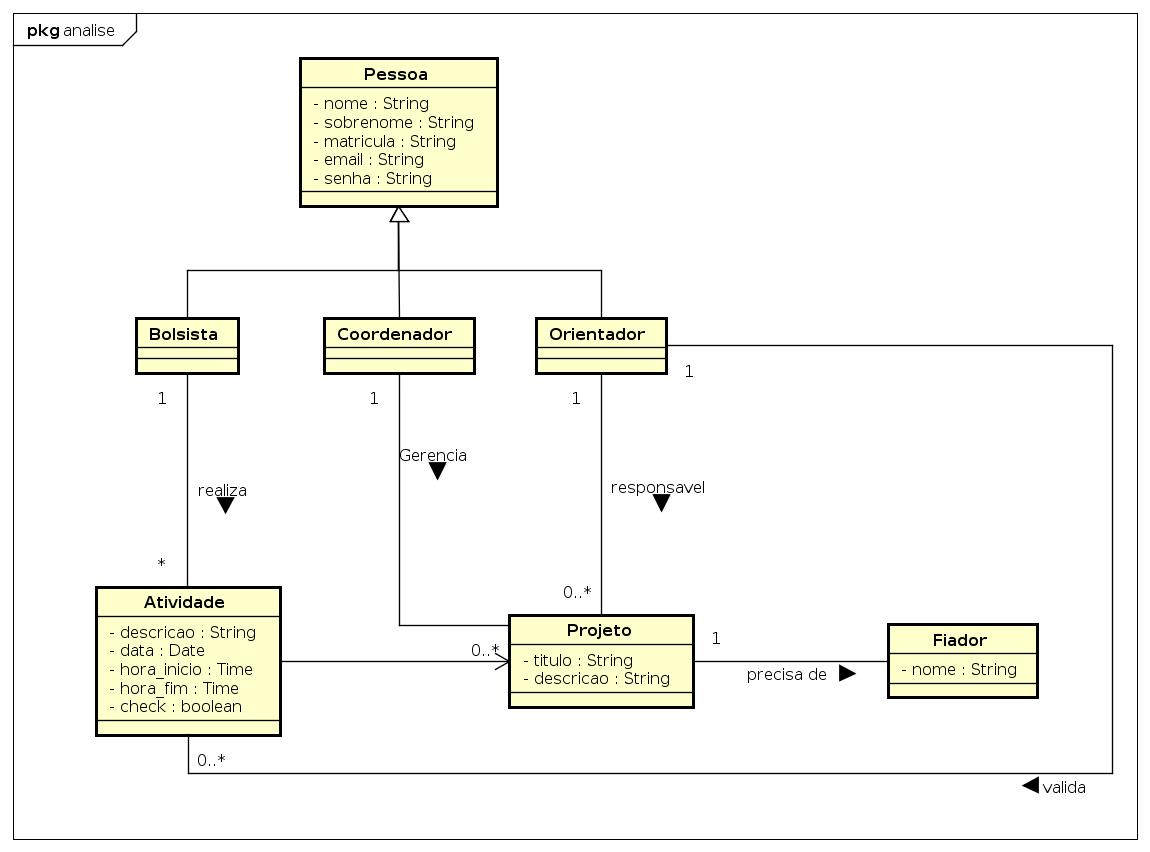 pkg analise
Pessoa
- nome : String
- sobrenome : String
- matricula : String
- email : String
- senha : String
Bolsista
Coordenador
Orientador
1
1
1
1
Gerencia
realiza
responsavel
*
0..*
Atividade
- descricao : String
- data : Date
- hora_inicio : Time
- hora_fim : Time
- check : boolean
0..*
Projeto
- titulo : String
- descricao : String
1
precisa de
Fiador
- nome : String
0..*
valida